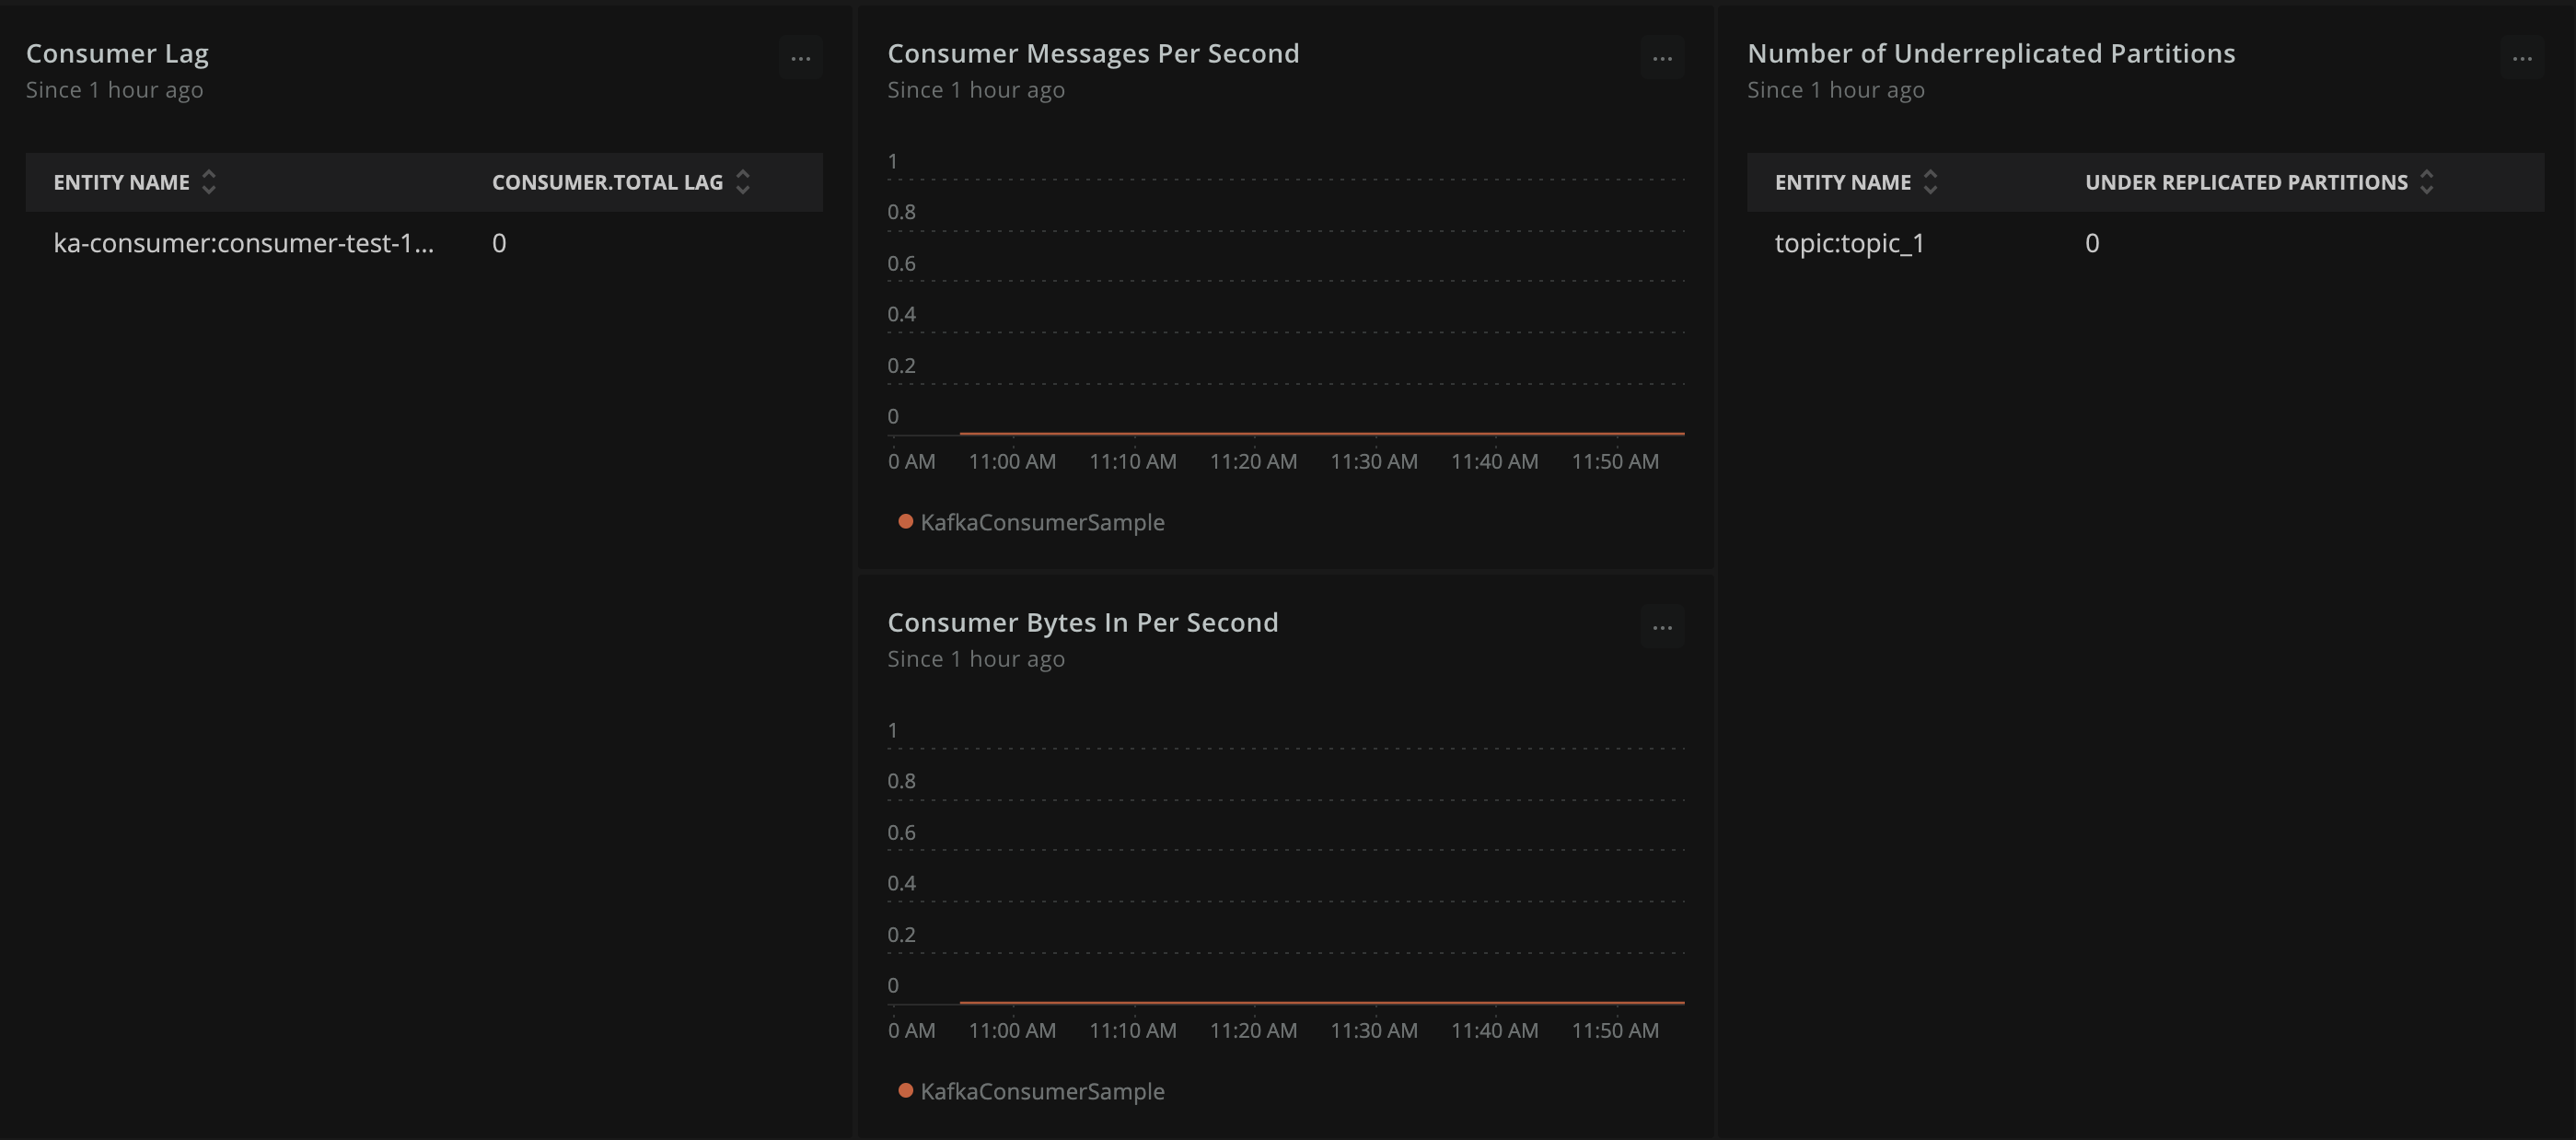 Consumer Lag
...
Since 1 hour ago
ENTITY NAME CONSUMER.TOTAL LAG
ka-consumer:consumer-test-1... 0
Consumer Messages Per Second
...
Since 1 hour ago
1
0.8
0.6
0.4
0.2
0
0 AM 11:00 AM 11:10 AM 11:20 AM 11:30 AM 11:40 AM 11:50 AM
KafkaConsumerSample
Consumer Bytes In Per Second
...
Since 1 hour ago
1
0.8
0.6
0.4
0.2
0
0 AM 11:00 AM 11:10 AM 11:20 AM 11:30 AM 11:40 AM 11:50 AM
KafkaConsumerSample
Number of Underreplicated Partitions
...
Since 1 hour ago
ENTITY NAME UNDER REPLICATED PARTITIONS
topic:topic_1 0